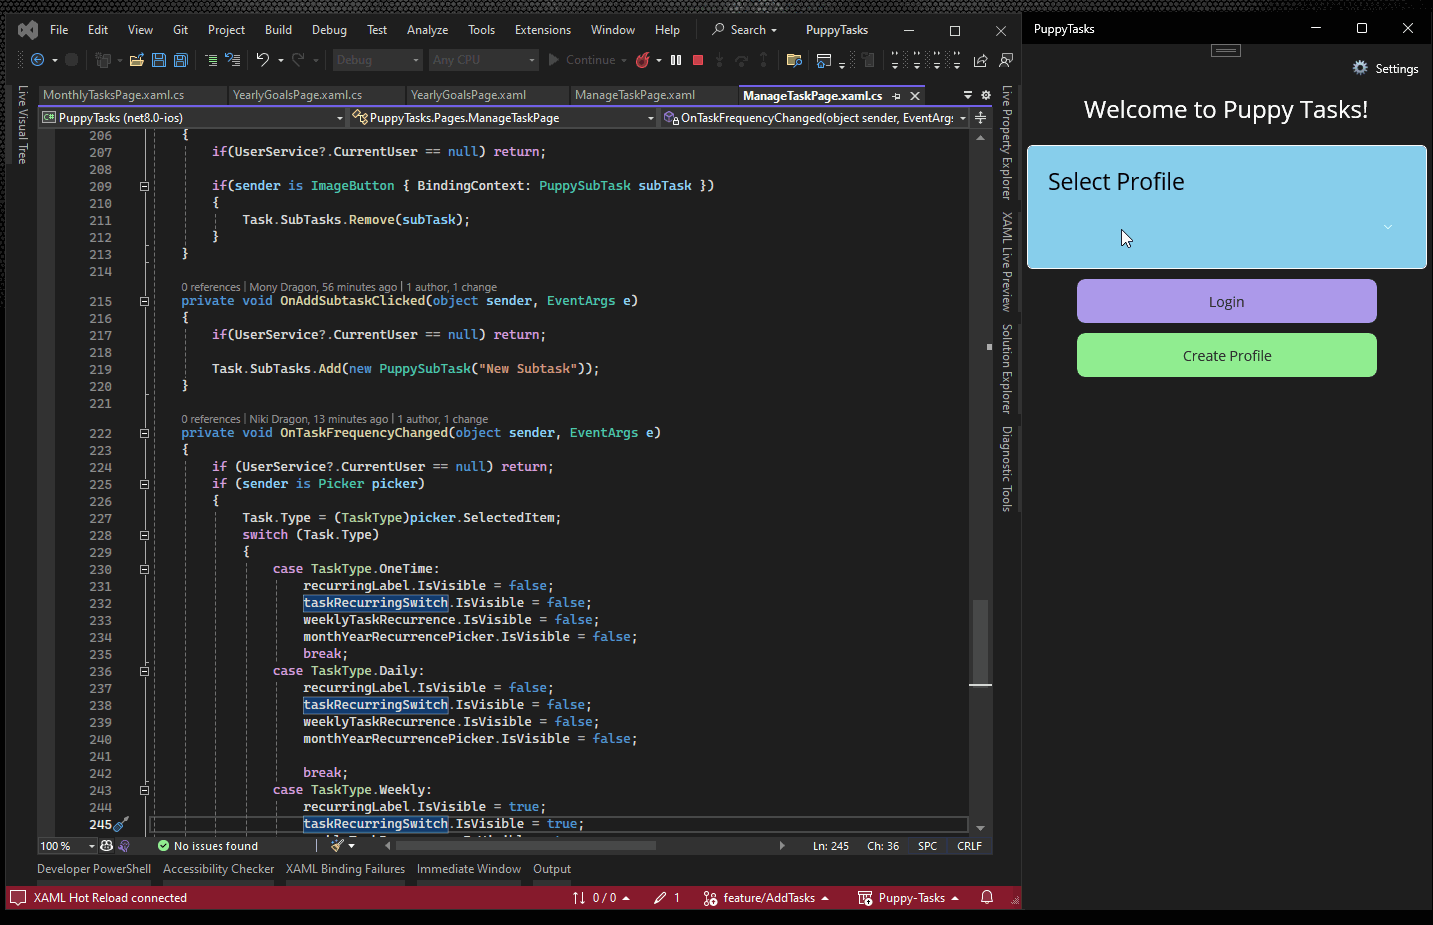 File Edit View Git Project Build Debug Test Analyze Tools Extensions Window Help Search PuppyTasks
Debug Any CPU Continue
MonthlyTasksPage.xaml.cs YearlyGoalsPage.xaml.cs YearlyGoalsPage.xaml ManageTaskPage.xaml ManageTaskPage.xaml.cs
PuppyTasks (net8.0-ios) PuppyTasks.Pages.ManageTaskPage OnTaskFrequencyChanged(object sender, EventArgs
Live Visual Tree
206 {
207 if(UserService?.CurrentUser == null) return;
208
209 if(sender is ImageButton { BindingContext: PuppySubTask subTask })
210 {
211 Task.SubTasks.Remove(subTask);
212 }
213 }
214
0 references | Mony Dragon, 56 minutes ago | 1 author, 1 change
215 private void OnAddSubtaskClicked(object sender, EventArgs e)
216 {
217 if(UserService?.CurrentUser == null) return;
218
219 Task.SubTasks.Add(new PuppySubTask("New Subtask"));
220 }
221
0 references | Niki Dragon, 13 minutes ago | 1 author, 1 change
222 private void OnTaskFrequencyChanged(object sender, EventArgs e)
223 {
224 if (UserService?.CurrentUser == null) return;
225 if (sender is Picker picker)
226 {
227 Task.Type = (TaskType)picker.SelectedItem;
228 switch (Task.Type)
229 {
230 case TaskType.OneTime:
231 recurringLabel.IsVisible = false;
232 taskRecurringSwitch.IsVisible = false;
233 weeklyTaskRecurrence.IsVisible = false;
234 monthYearRecurrencePicker.IsVisible = false;
235 break;
236 case TaskType.Daily:
237 recurringLabel.IsVisible = false;
238 taskRecurringSwitch.IsVisible = false;
239 weeklyTaskRecurrence.IsVisible = false;
240 monthYearRecurrencePicker.IsVisible = false;
241
242 break;
243 case TaskType.Weekly:
244 recurringLabel.IsVisible = true;
245 taskRecurringSwitch.IsVisible = true;
100 % No issues found Ln: 245 Ch: 36 SPC CRLF
Developer PowerShell Accessibility Checker XAML Binding Failures Immediate Window Output
XAML Hot Reload connected 0 / 0 1 feature/AddTasks Puppy-Tasks
Live Property Explorer
XAML Live Preview
Solution Explorer
Diagnostic Tools
PuppyTasks
Settings
Welcome to Puppy Tasks!
Select Profile
Login
Create Profile